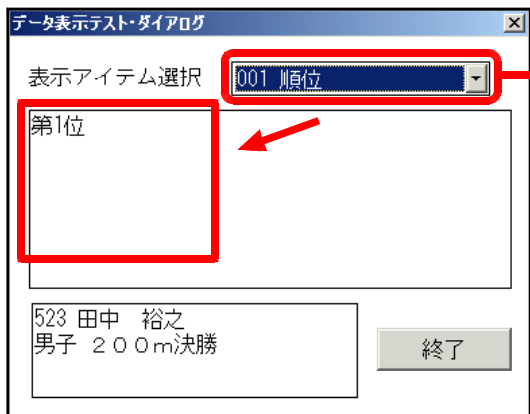 データ表示テスト・ダイアログ
表示アイテム選択
001 順位
第1位
523 田中　裕之
男子 ２００ｍ決勝
終了